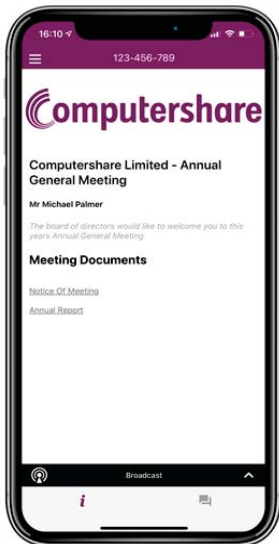 16:10
123-456-789
Computershare
Computershare Limited - Annual
General Meeting
Mr Michael Palmer
The board of directors would like to welcome you to this
years Annual General Meeting
Meeting Documents
Notice Of Meeting
Annual Report
Broadcast
i